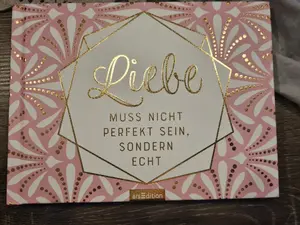 Liebe
MUSS NICHT
PERFEKT SEIN,
SONDERN
ECHT
arsEdition